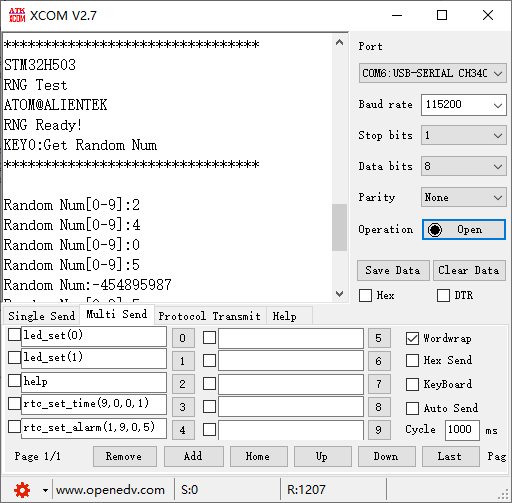 ATK XCOM XCOM V2.7
*********************************
STM32H503
RNG Test
ATOM@ALIENTEK
RNG Ready!
KEY0:Get Random Num
*********************************
Random Num[0-9]:2
Random Num[0-9]:4
Random Num[0-9]:0
Random Num[0-9]:5
Random Num:-454895987
Random Num[0-9]:5
Port
COM6:USB-SERIAL CH340
Baud rate 115200
Stop bits 1
Data bits 8
Parity None
Operation Open
Save Data Clear Data
Hex DTR
Single Send Multi Send Protocol Transmit Help
led_set(0) 0 5 Wordwrap
led_set(1) 1 6 Hex Send
help 2 7 KeyBoard
rtc_set_time(9,0,0,1) 3 8 Auto Send
rtc_set_alarm(1,9,0,5) 4 9 Cycle 1000 ms
Page 1/1 Remove Add Home Up Down Last Pag
www.openedv.com S:0 R:1207